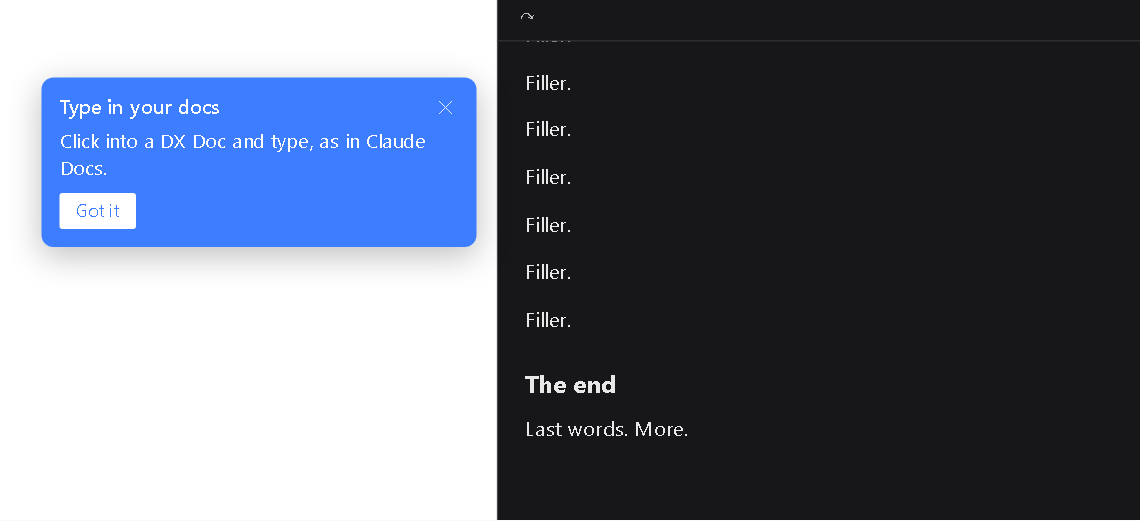 Type in your docs
Click into a DX Doc and type, as in Claude
Docs.
Got it
Filler.
Filler.
Filler.
Filler.
Filler.
Filler.
The end
Last words. More.